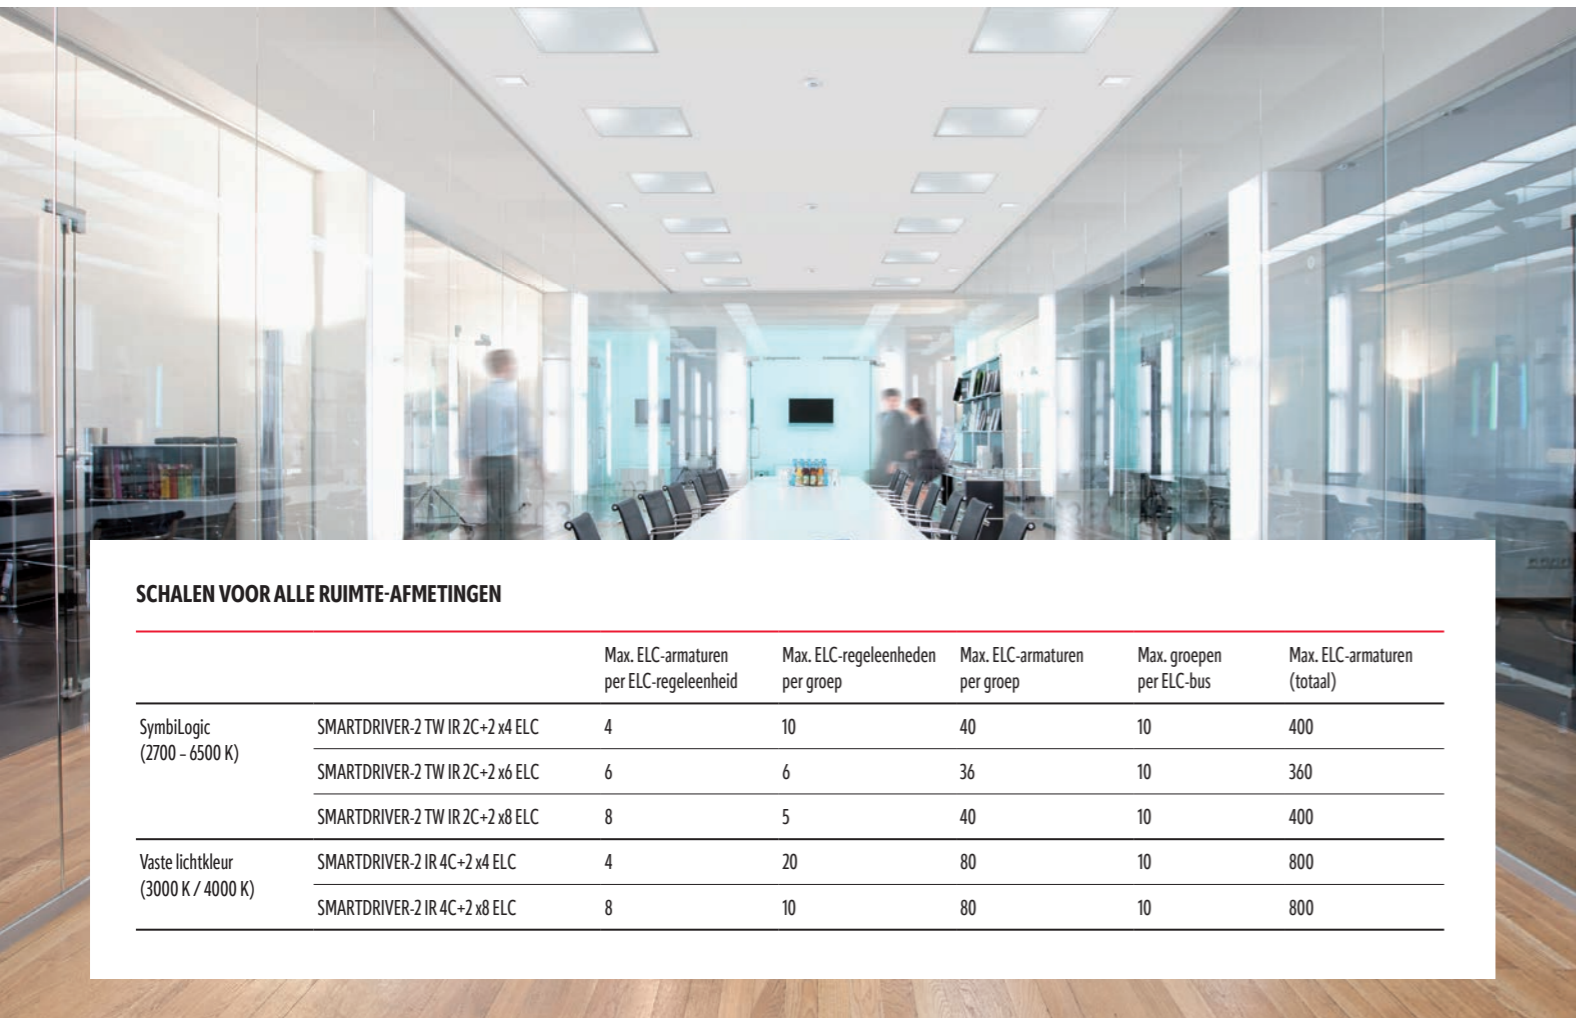 SCHALEN VOOR ALLE RUIMTE-AFMETINGEN
Max. ELC-armaturen per ELC-regeleenheid Max. ELC-regeleenheden per groep Max. ELC-armaturen per groep Max. groepen per ELC-bus Max. ELC-armaturen (totaal)
SymbiLogic (2700 – 6500 K) SMARTDRIVER-2 TW IR 2C+2 x4 ELC 4 10 40 10 400
SMARTDRIVER-2 TW IR 2C+2 x6 ELC 6 6 36 10 360
SMARTDRIVER-2 TW IR 2C+2 x8 ELC 8 5 40 10 400
Vaste lichtkleur (3000 K / 4000 K) SMARTDRIVER-2 IR 4C+2 x4 ELC 4 20 80 10 800
SMARTDRIVER-2 IR 4C+2 x8 ELC 8 10 80 10 800